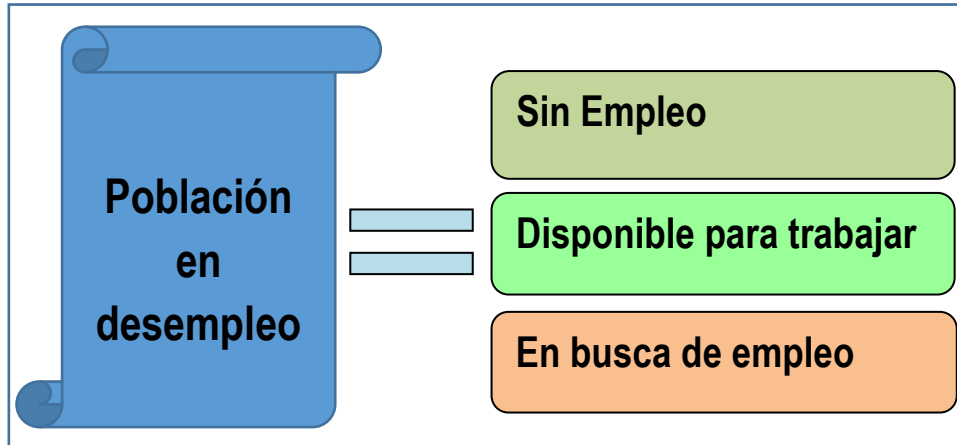 Población
en
desempleo
Sin Empleo
Disponible para trabajar
En busca de empleo